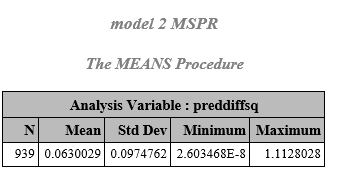 model 2 MSPR
The MEANS Procedure
Analysis Variable : preddiffsq
N Mean Std Dev Minimum Maximum
939 0.0630029 0.0974762 2.603468E-8 1.1128028